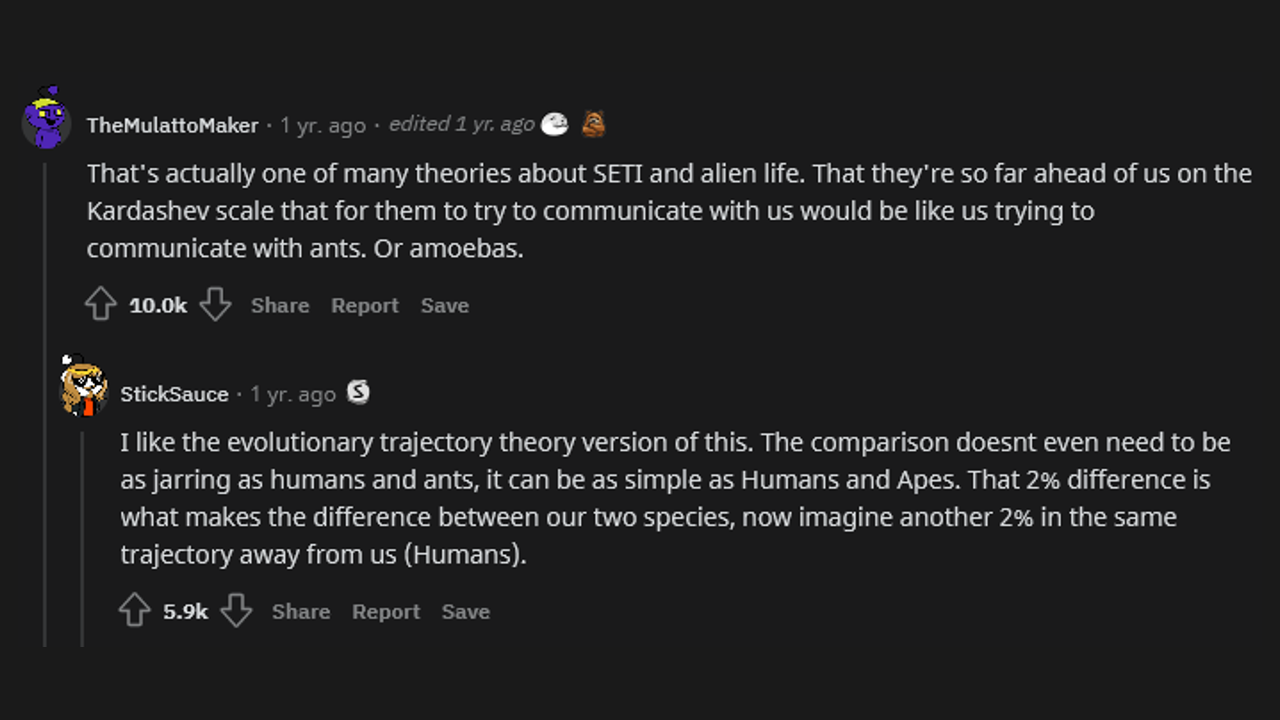 TheMulattoMaker · 1 yr. ago · edited 1 yr. ago
That's actually one of many theories about SETI and alien life. That they're so far ahead of us on the
Kardashev scale that for them to try to communicate with us would be like us trying to
communicate with ants. Or amoebas.
10.0k Share Report Save
StickSauce · 1 yr. ago S
I like the evolutionary trajectory theory version of this. The comparison doesnt even need to be
as jarring as humans and ants, it can be as simple as Humans and Apes. That 2% difference is
what makes the difference between our two species, now imagine another 2% in the same
trajectory away from us (Humans).
5.9k Share Report Save